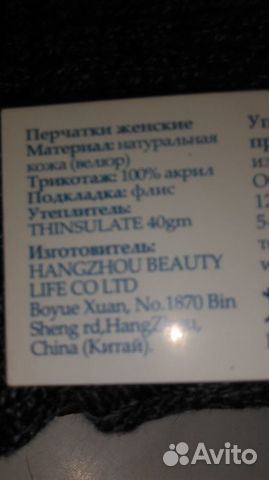 Перчатки женские
Материал: натуральная
кожа (велюр)
Трикотаж: 100% акрил
Подкладка: флис
Утеплитель:
THINSULATE 40gm
Изготовитель:
HANGZHOU BEAUTY
LIFE CO LTD
Boyue Xuan, No.1870 Bin
Sheng rd,HangZhou,
China (Китай).
Avito